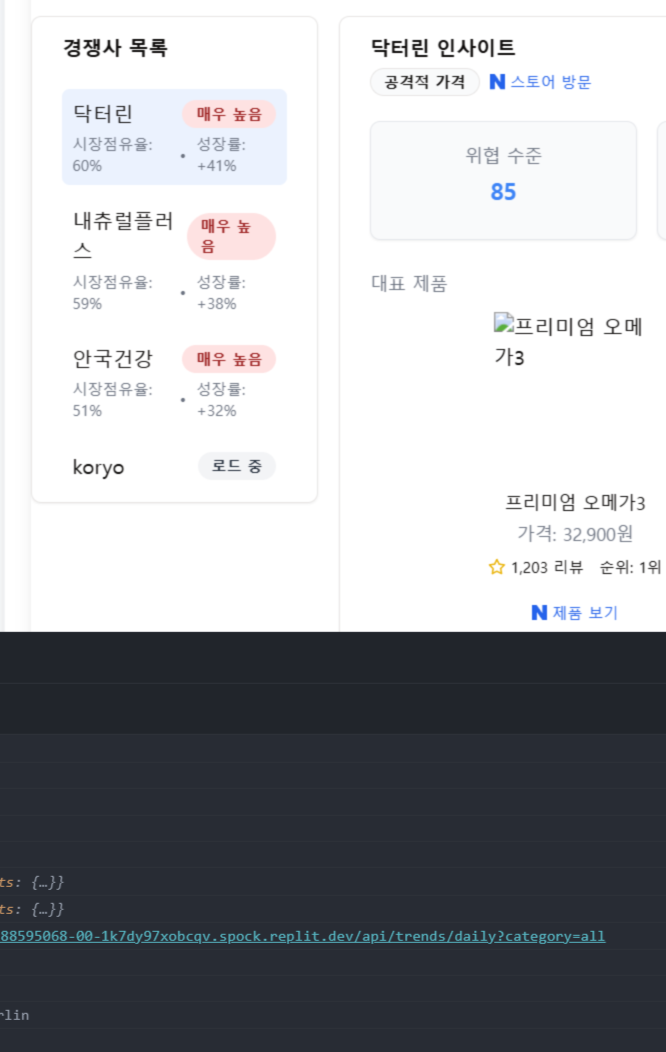 경쟁사 목록
닥터린
매우 높음
시장점유율:
60%
•
성장률:
+41%
내츄럴플러
스
매우 높
음
시장점유율:
59%
•
성장률:
+38%
안국건강
매우 높음
시장점유율:
51%
•
성장률:
+32%
koryo
로드 중
닥터린 인사이트
공격적 가격
N 스토어 방문
위협 수준
85
대표 제품
프리미엄 오메
가3
프리미엄 오메가3
가격: 32,900원
1,203 리뷰 순위: 1위
N 제품 보기
ts: {…}}
ts: {…}}
88595068-00-1k7dy97xobcqv.spock.replit.dev/api/trends/daily?category=all
rlin